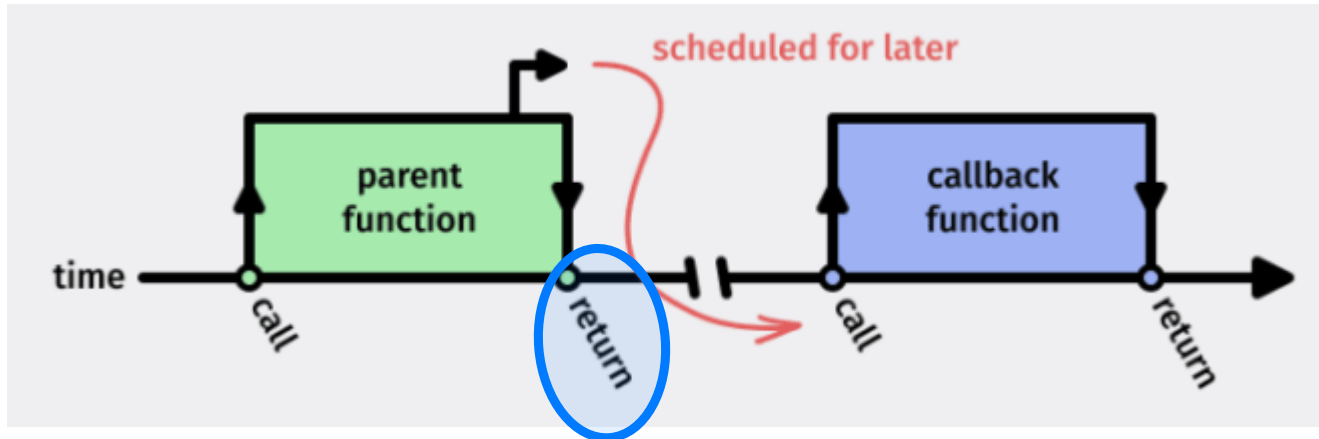 scheduled for later
parent
function
callback
function
time
call
return
call
return